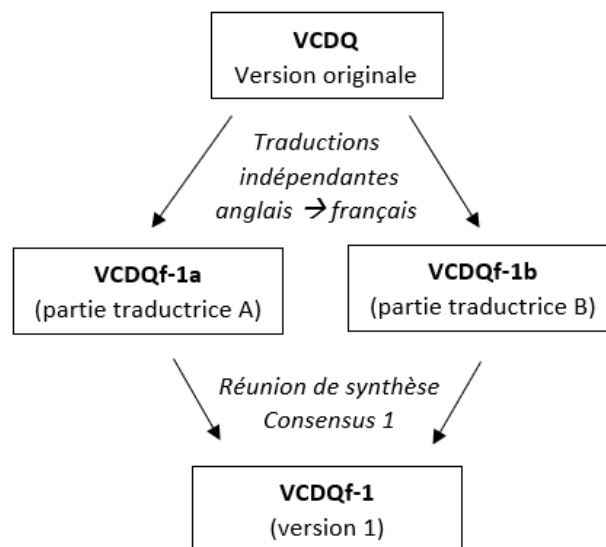 VCDQ
Version originale
Traductions
indépendantes
anglais → français
VCDQf-1a
(partie traductrice A)
VCDQf-1b
(partie traductrice B)
Réunion de synthèse
Consensus 1
VCDQf-1
(version 1)